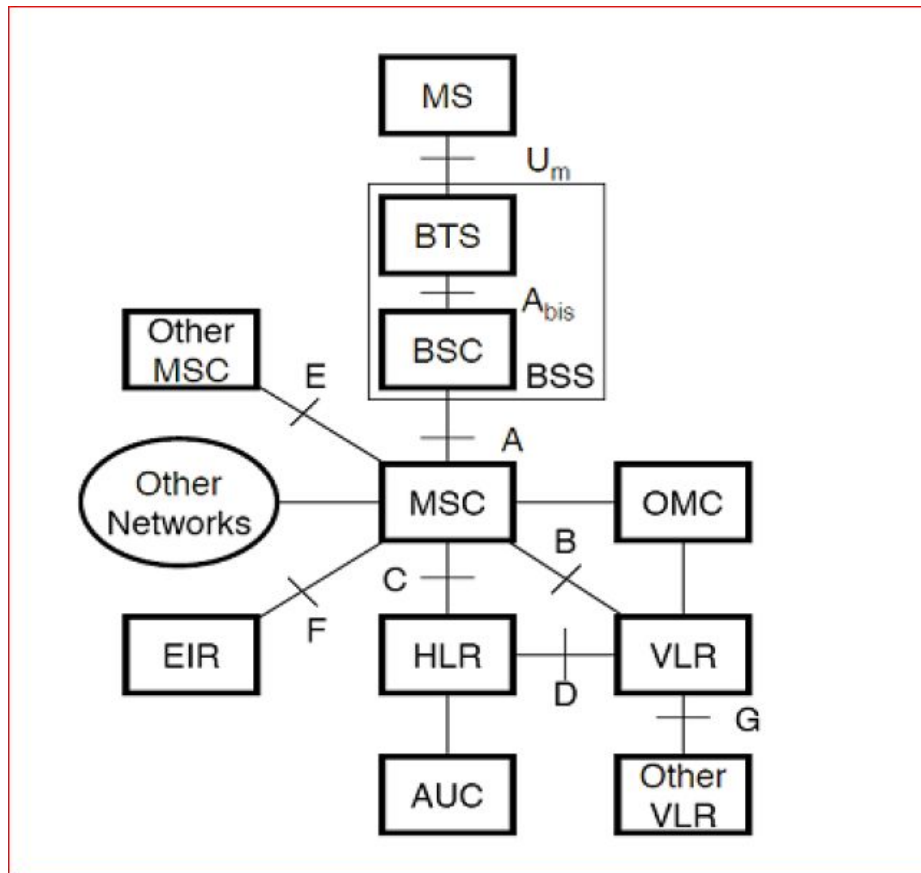 MS
Um
BTS
Abis
Other
MSC
E
BSC
BSS
A
Other
Networks
MSC
OMC
B
C
F
EIR
HLR
D
VLR
G
AUC
Other
VLR